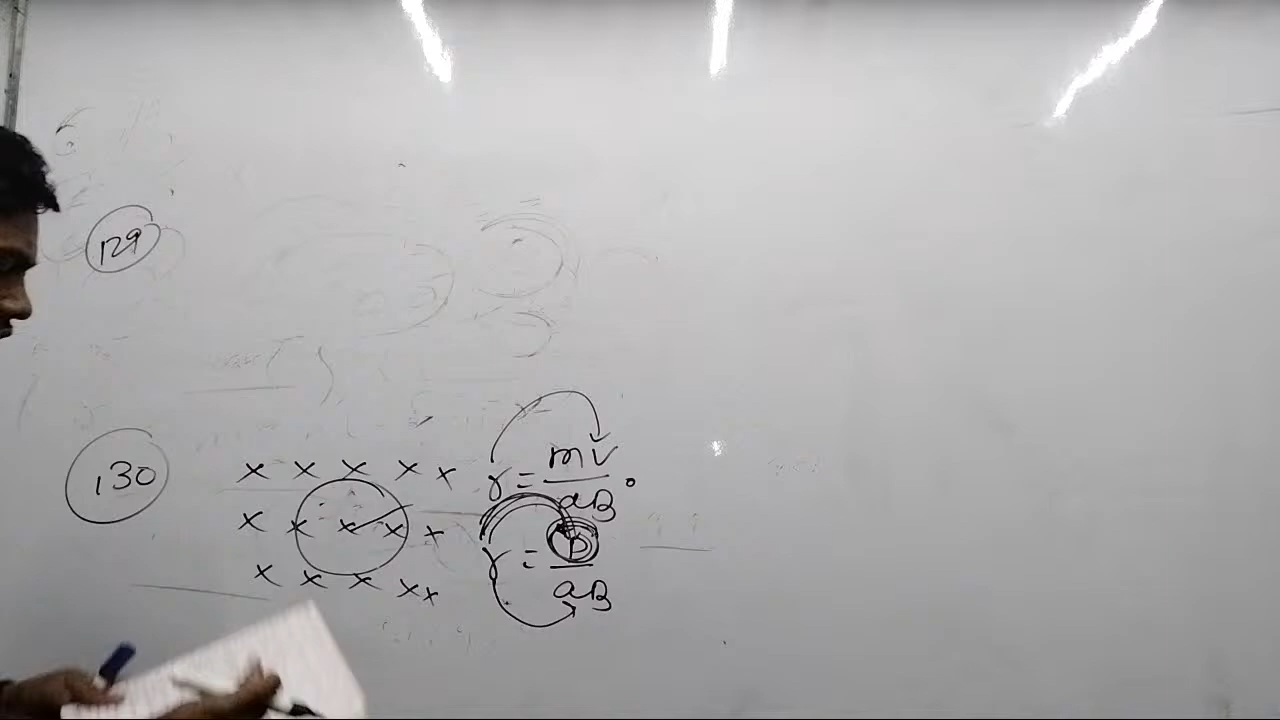 129
130
× × × × ×
r = mv / qB
× × × × ×
r = p / qB
× × × × ×